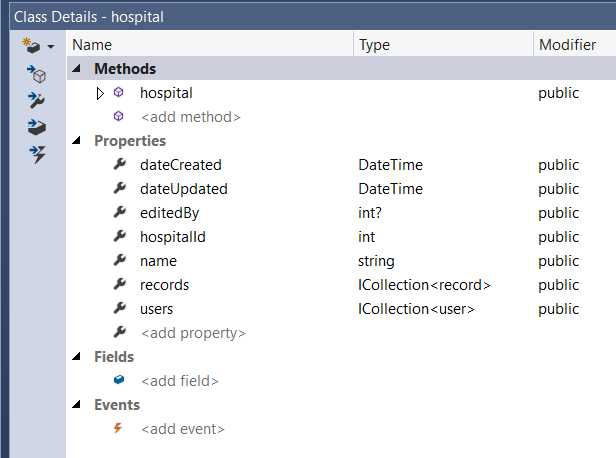 Class Details - hospital
Name Type Modifier
Methods
hospital public
<add method>
Properties
dateCreated DateTime public
dateUpdated DateTime public
editedBy int? public
hospitalId int public
name string public
records ICollection<record> public
users ICollection<user> public
<add property>
Fields
<add field>
Events
<add event>